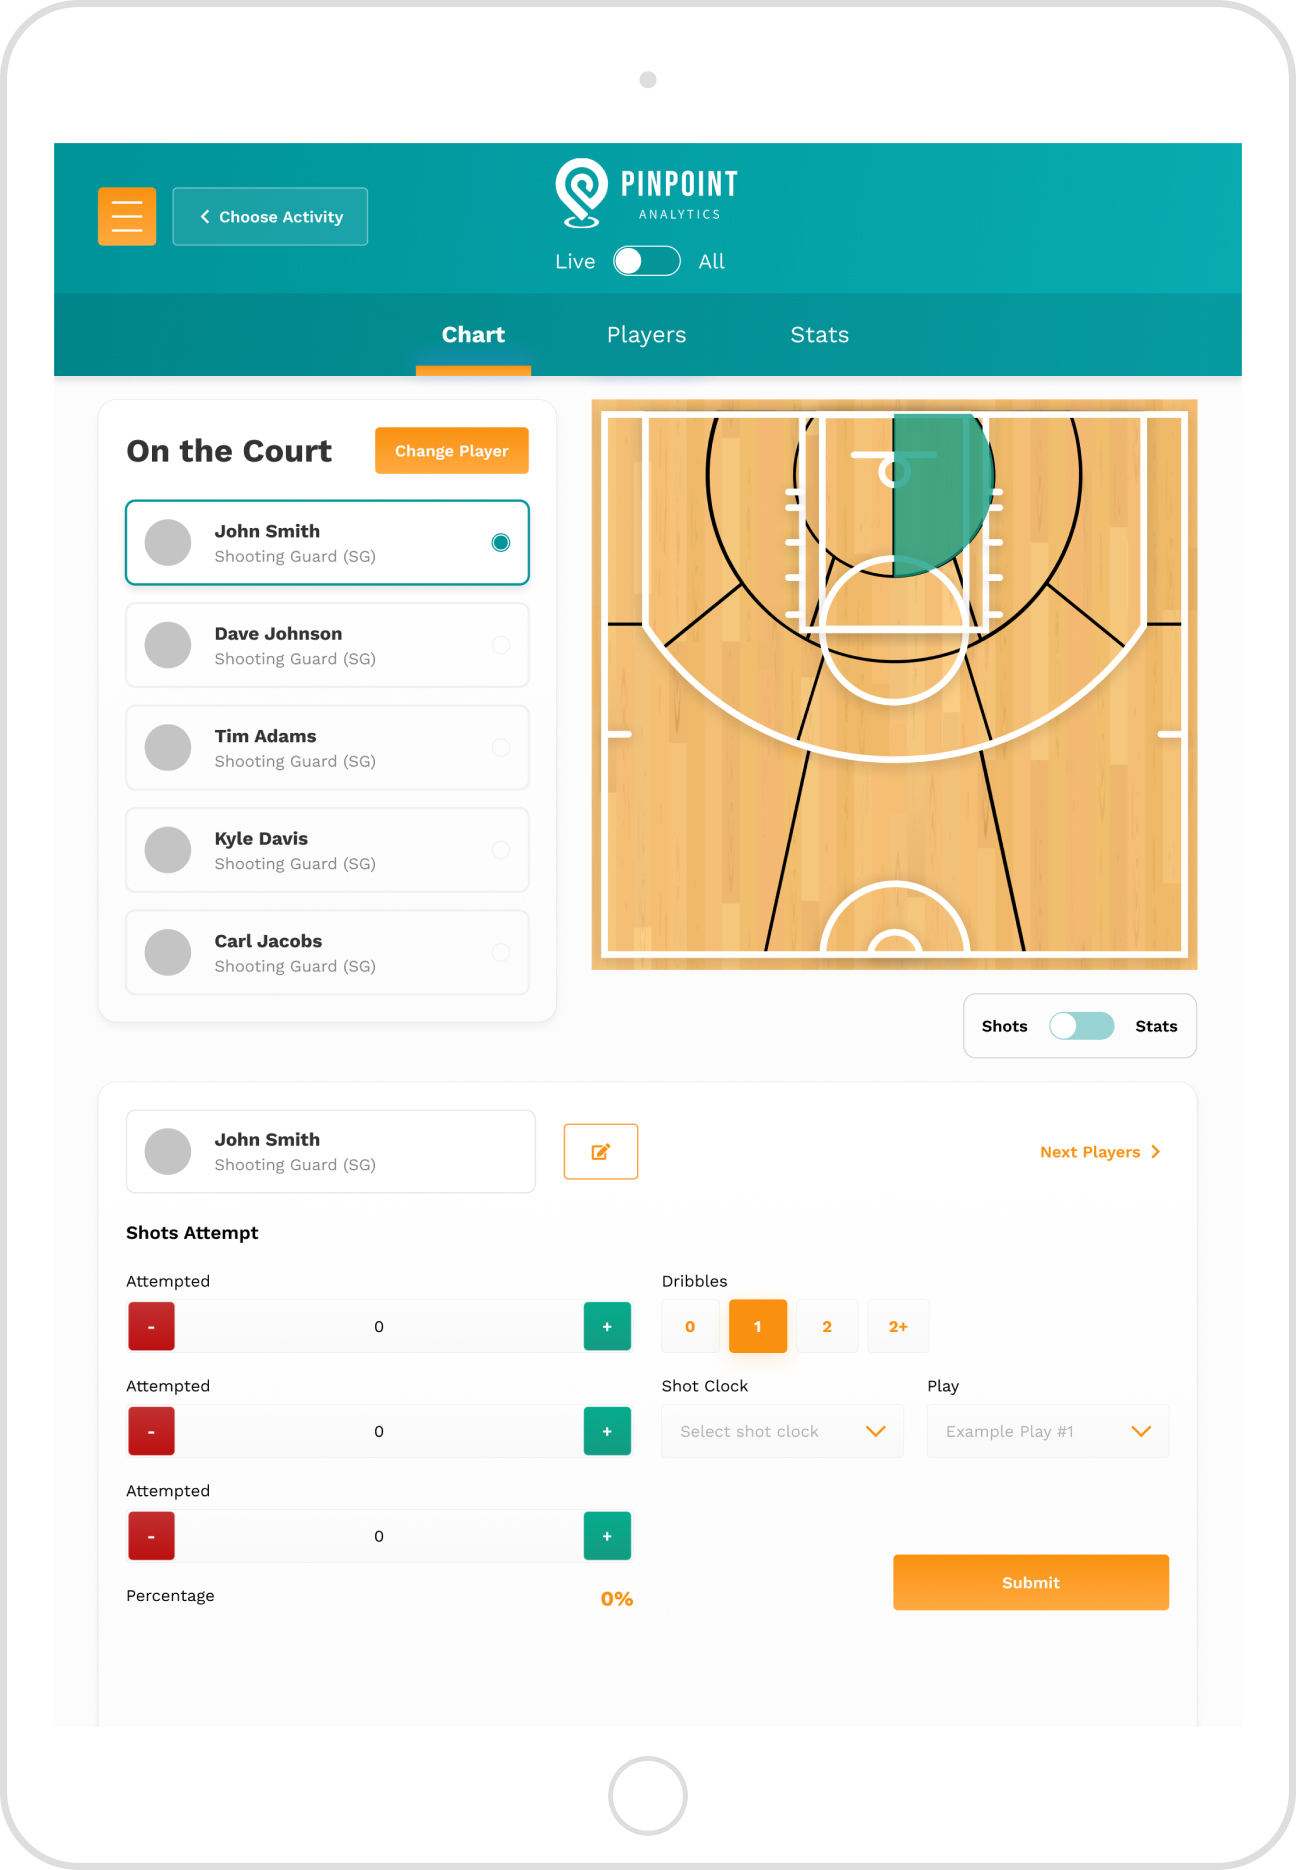 PINPOINT
ANALYTICS
Choose Activity
Live All
Chart Players Stats
On the Court
Change Player
John Smith
Shooting Guard (SG)
Dave Johnson
Shooting Guard (SG)
Tim Adams
Shooting Guard (SG)
Kyle Davis
Shooting Guard (SG)
Carl Jacobs
Shooting Guard (SG)
Shots Stats
John Smith
Shooting Guard (SG)
Next Players
Shots Attempt
Attempted
- 0 +
Attempted
- 0 +
Attempted
- 0 +
Percentage 0%
Dribbles
0 1 2 2+
Shot Clock Play
Select shot clock Example Play #1
Submit